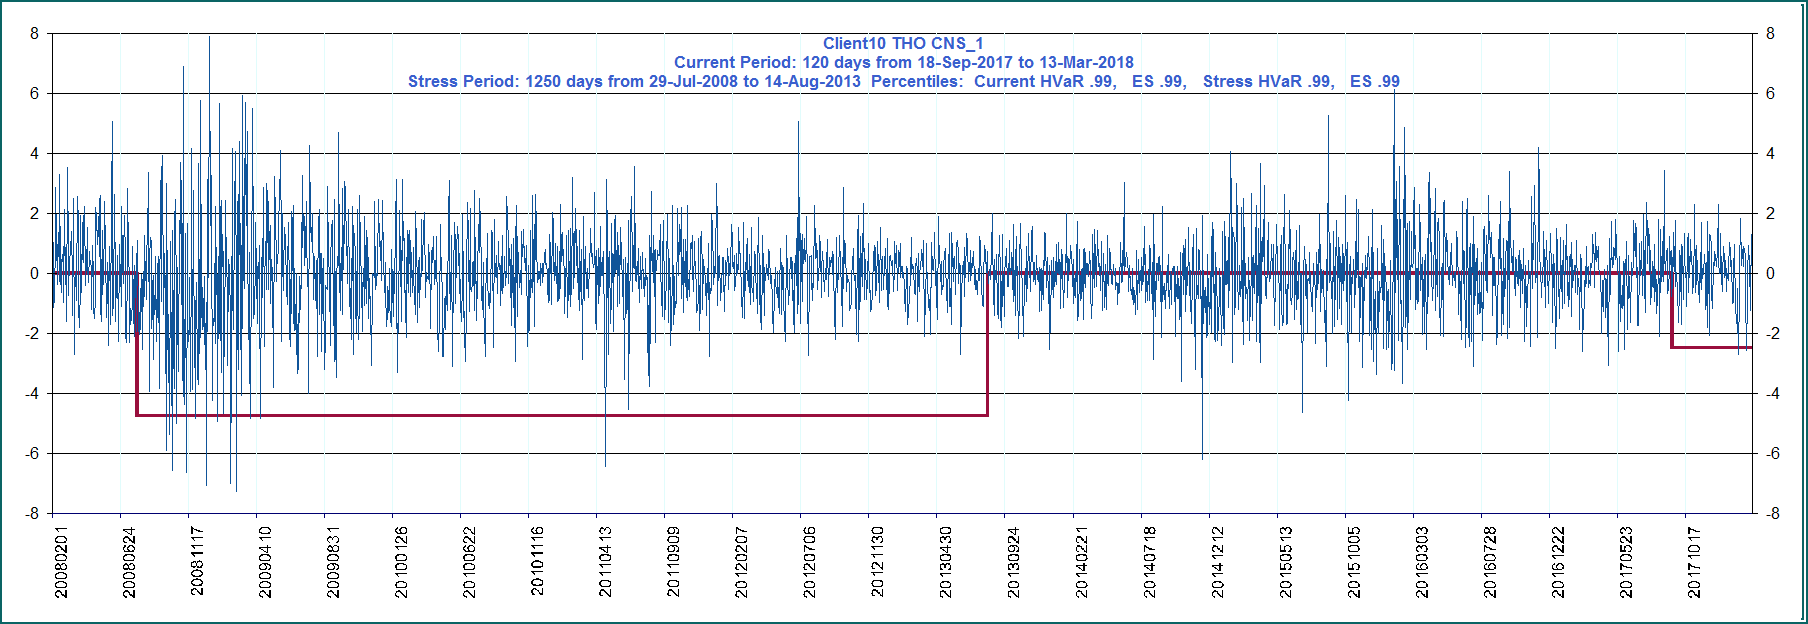 Client10 THO CNS_1
Current Period: 120 days from 18-Sep-2017 to 13-Mar-2018
Stress Period: 1250 days from 29-Jul-2008 to 14-Aug-2013  Percentiles:  Current HVaR .99,   ES .99,   Stress HVaR .99,   ES .99
8 8
6 6
4 4
2 2
0 0
-2 -2
-4 -4
-6 -6
-8 -8
20080201 20080624 20081117 20090410 20090831 20100126 20100622 20101116 20110413 20110909 20120207 20120706 20121130 20130430 20130924 20140221 20140718 20141212 20150513 20151005 20160303 20160728 20161222 20170523 20171017